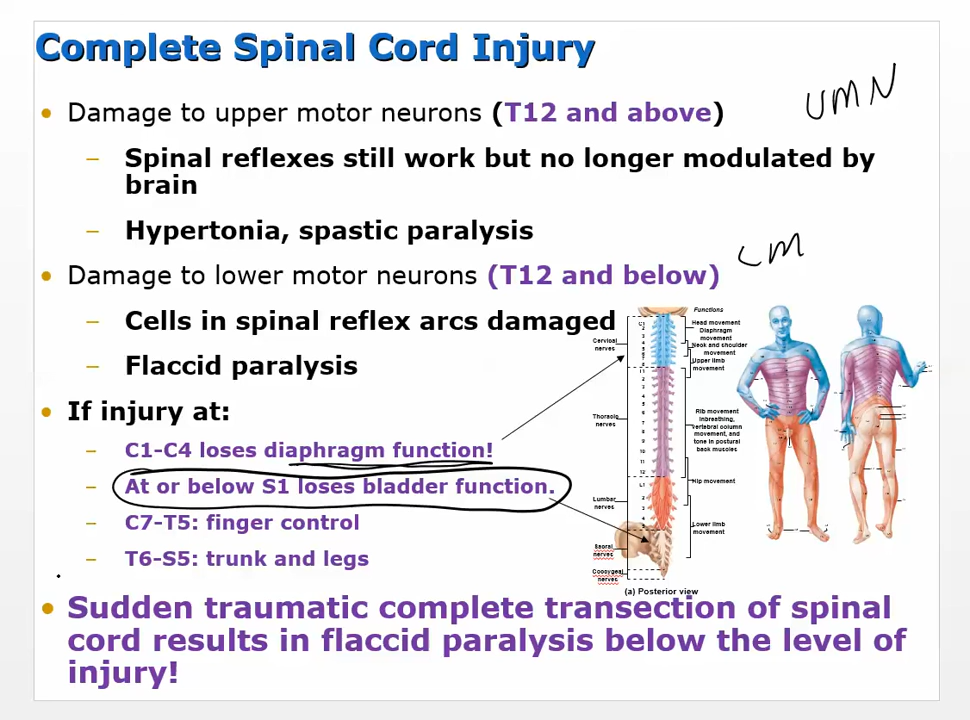 Complete Spinal Cord Injury
UMN
• Damage to upper motor neurons (T12 and above)
– Spinal reflexes still work but no longer modulated by
brain
– Hypertonia, spastic paralysis
LM
• Damage to lower motor neurons (T12 and below)
– Cells in spinal reflex arcs damaged
– Flaccid paralysis
• If injury at:
– C1-C4 loses diaphragm function!
– At or below S1 loses bladder function.
– C7-T5: finger control
– T6-S5: trunk and legs
Functions
Cervical
nerves
Head movement
Diaphragm
movement
Neck and shoulder
movement
Upper limb
movement
Thoracic
nerves
Rib movement
inbreathing,
vertebral column
movement, and
tone in postural
back muscles
Hip movement
Lumbar
nerves
Lower limb
movement
Saoral
nerves
Coooygeal
nerves
(a) Posterior view
• Sudden traumatic complete transection of spinal
cord results in flaccid paralysis below the level of
injury!